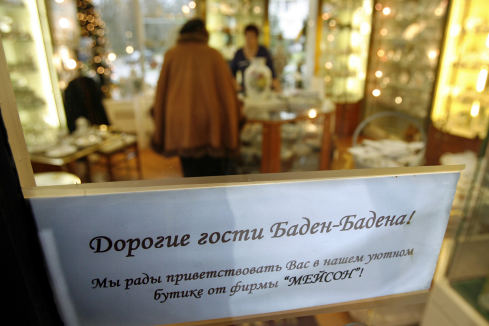 Дорогие гости Баден-Бадена!
Мы рады приветствовать Вас в нашем уютном
бутике от фирмы “МЕЙСОН”!